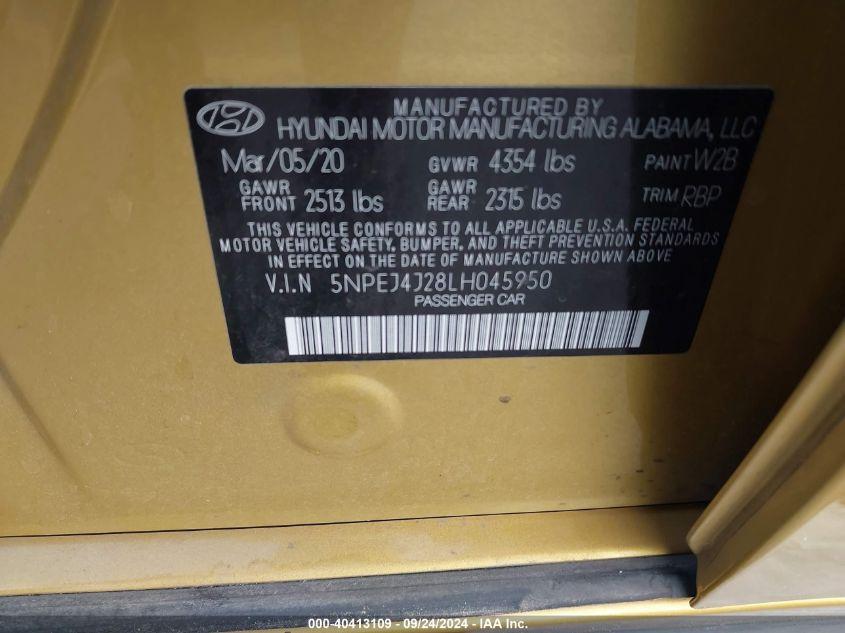 MANUFACTURED BY
HYUNDAI MOTOR MANUFACTURING ALABAMA, LLC
Mar/05/20 GVWR 4354 lbs PAINT W2B
GAWR FRONT 2513 lbs GAWR REAR 2315 lbs TRIM RBP
THIS VEHICLE CONFORMS TO ALL APPLICABLE U.S.A. FEDERAL
MOTOR VEHICLE SAFETY, BUMPER, AND THEFT PREVENTION STANDARDS
IN EFFECT ON THE DATE OF MANUFACTURE SHOWN ABOVE
V.I.N 5NPEJ4J28LH045950
PASSENGER CAR
000-40413109 - 09/24/2024 - IAA Inc.